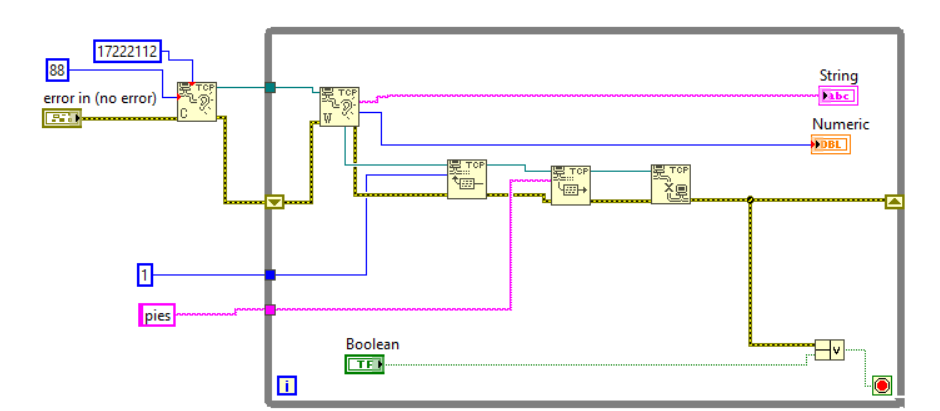 17222112
88
error in (no error)
TCP
C
TCP
W
String
abc
Numeric
DBL
TCP
TCP
TCP
1
pies
Boolean
TF
V
i